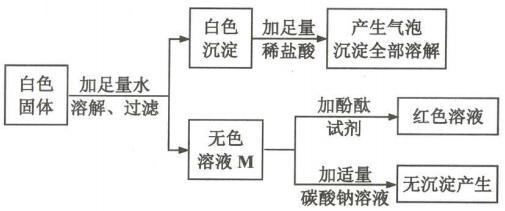 白色
固体
加足量水
溶解、过滤
白色
沉淀
加足量
稀盐酸
产生气泡
沉淀全部溶解
无色
溶液 M
加酚酞
试剂
红色溶液
加适量
碳酸钠溶液
无沉淀产生